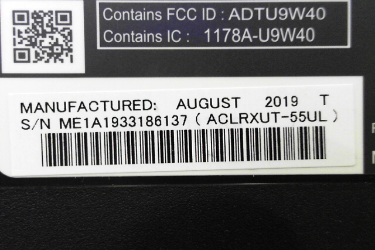 Contains FCC ID : ADTU9W40
Contains IC : 1178A-U9W40
MANUFACTURED: AUGUST 2019 T
S/N ME1A1933186137 ( ACLRXUT-55UL )